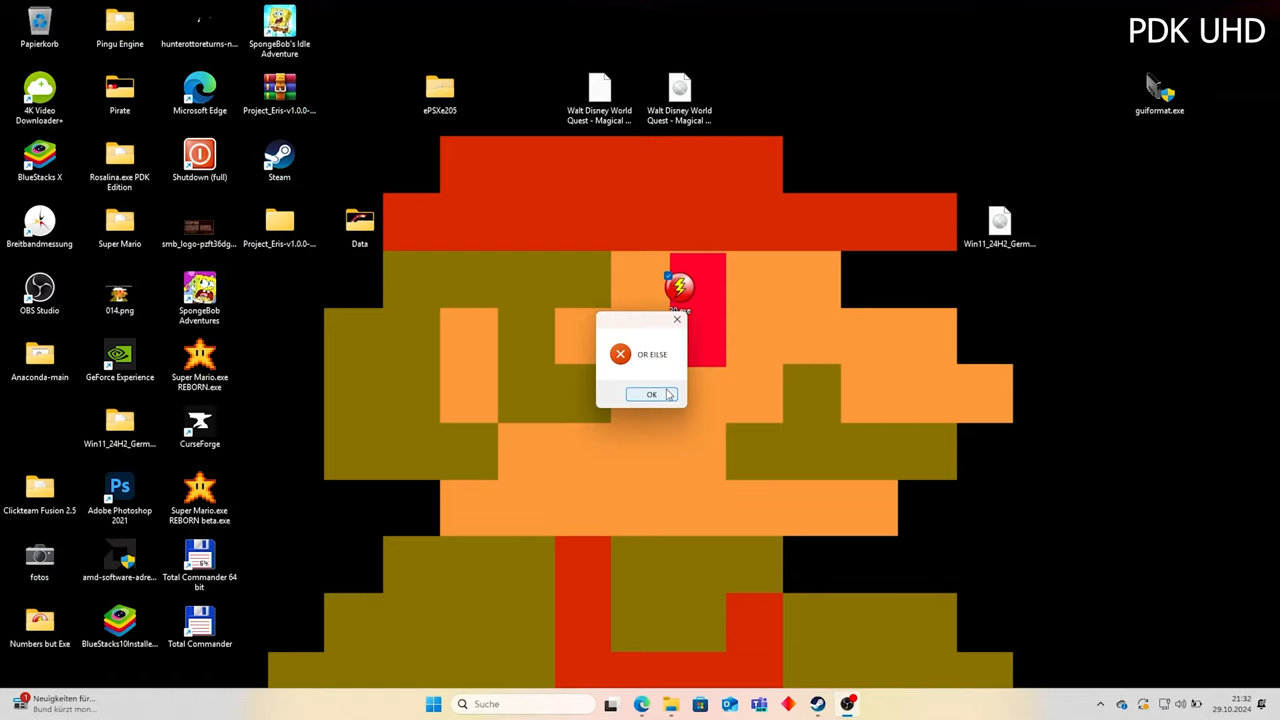 PDK UHD
Papierkorb
Pingu Engine
hunterottoreturns-n...
SpongeBob's Idle
Adventure
4K Video
Downloader+
Pirate
Microsoft Edge
Project_Eris-v1.0.0-...
ePSXe205
Walt Disney World
Quest - Magical ...
Walt Disney World
Quest - Magical ...
guiformat.exe
BlueStacks X
Rosalina.exe PDK
Edition
Shutdown (full)
Steam
Breitbandmessung
Super Mario
smb_logo-pzft36dg...
Project_Eris-v1.0.0-...
Data
Win11_24H2_Germ...
OBS Studio
014.png
SpongeBob
Adventures
OR EILSE
OK
Anaconda-main
GeForce Experience
Super Mario.exe
REBORN.exe
Win11_24H2_Germ...
CurseForge
Clickteam Fusion 2.5
Ps
Adobe Photoshop
2021
Super Mario.exe
REBORN beta.exe
fotos
amd-software-adre...
64
Total Commander 64
bit
Numbers but Exe
BlueStacks10Installe...
Total Commander
1
Neuigkeiten für...
Bund kürzt mon...
Suche
21:32
29.10.2024